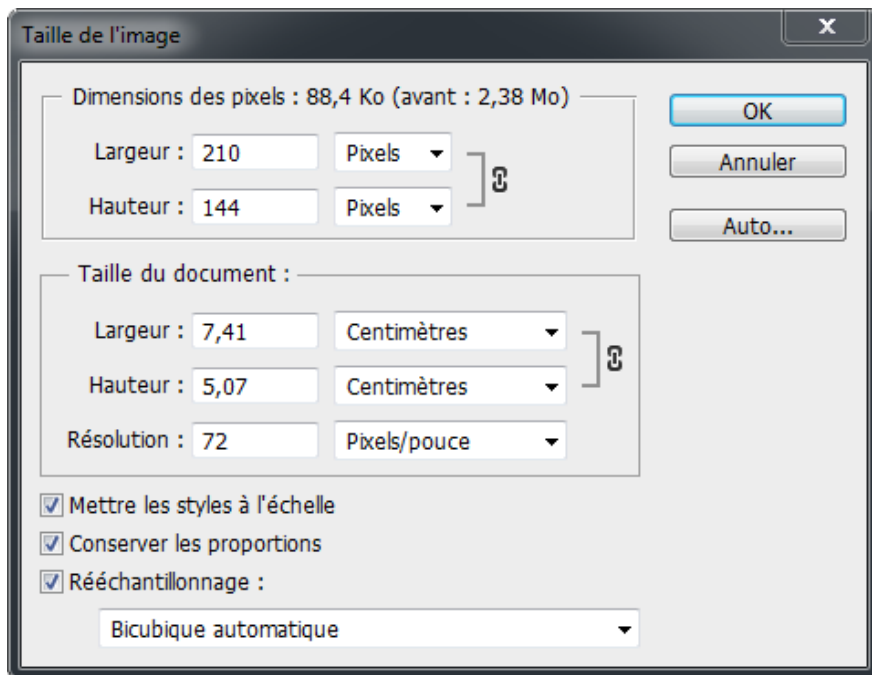 Taille de l'image
Dimensions des pixels : 88,4 Ko (avant : 2,38 Mo)
Largeur : 210 Pixels
Hauteur : 144 Pixels
OK
Annuler
Auto...
Taille du document :
Largeur : 7,41 Centimètres
Hauteur : 5,07 Centimètres
Résolution : 72 Pixels/pouce
Mettre les styles à l'échelle
Conserver les proportions
Rééchantillonnage :
Bicubique automatique